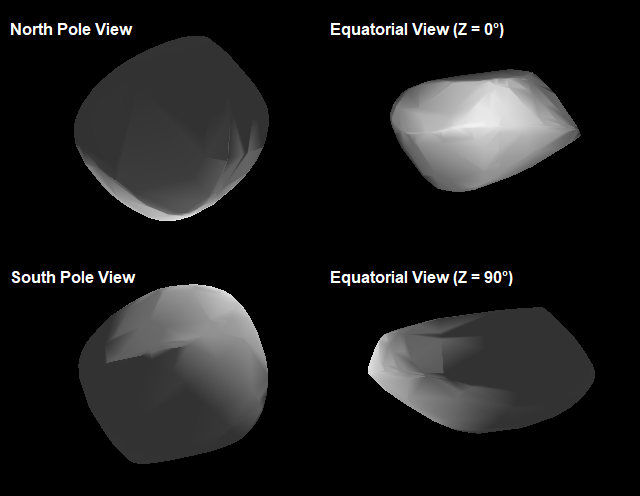 North Pole View
Equatorial View (Z = 0°)
South Pole View
Equatorial View (Z = 90°)